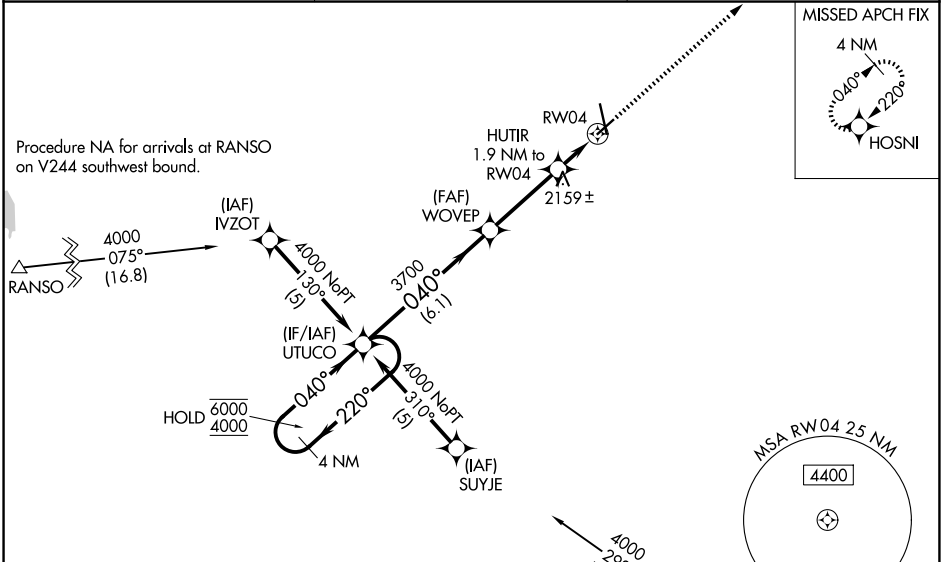 MISSED APCH FIX
4 NM
040°
220°
HOSNI
RW04
HUTIR
1.9 NM to
RW04
2159 ±
Procedure NA for arrivals at RANSO
on V244 southwest bound.
(FAF)
WOVEP
(IAF)
IVZOT
4000
075°
(16.8)
RANSO
4000 NoPT
130°
(5)
3700
040°
(6.1)
(IF/IAF)
UTUCO
040°
220°
HOLD 6000
4000
4 NM
4000 NoPT
310°
(5)
(IAF)
SUYJE
MSA RW04 25 NM
4400
4000